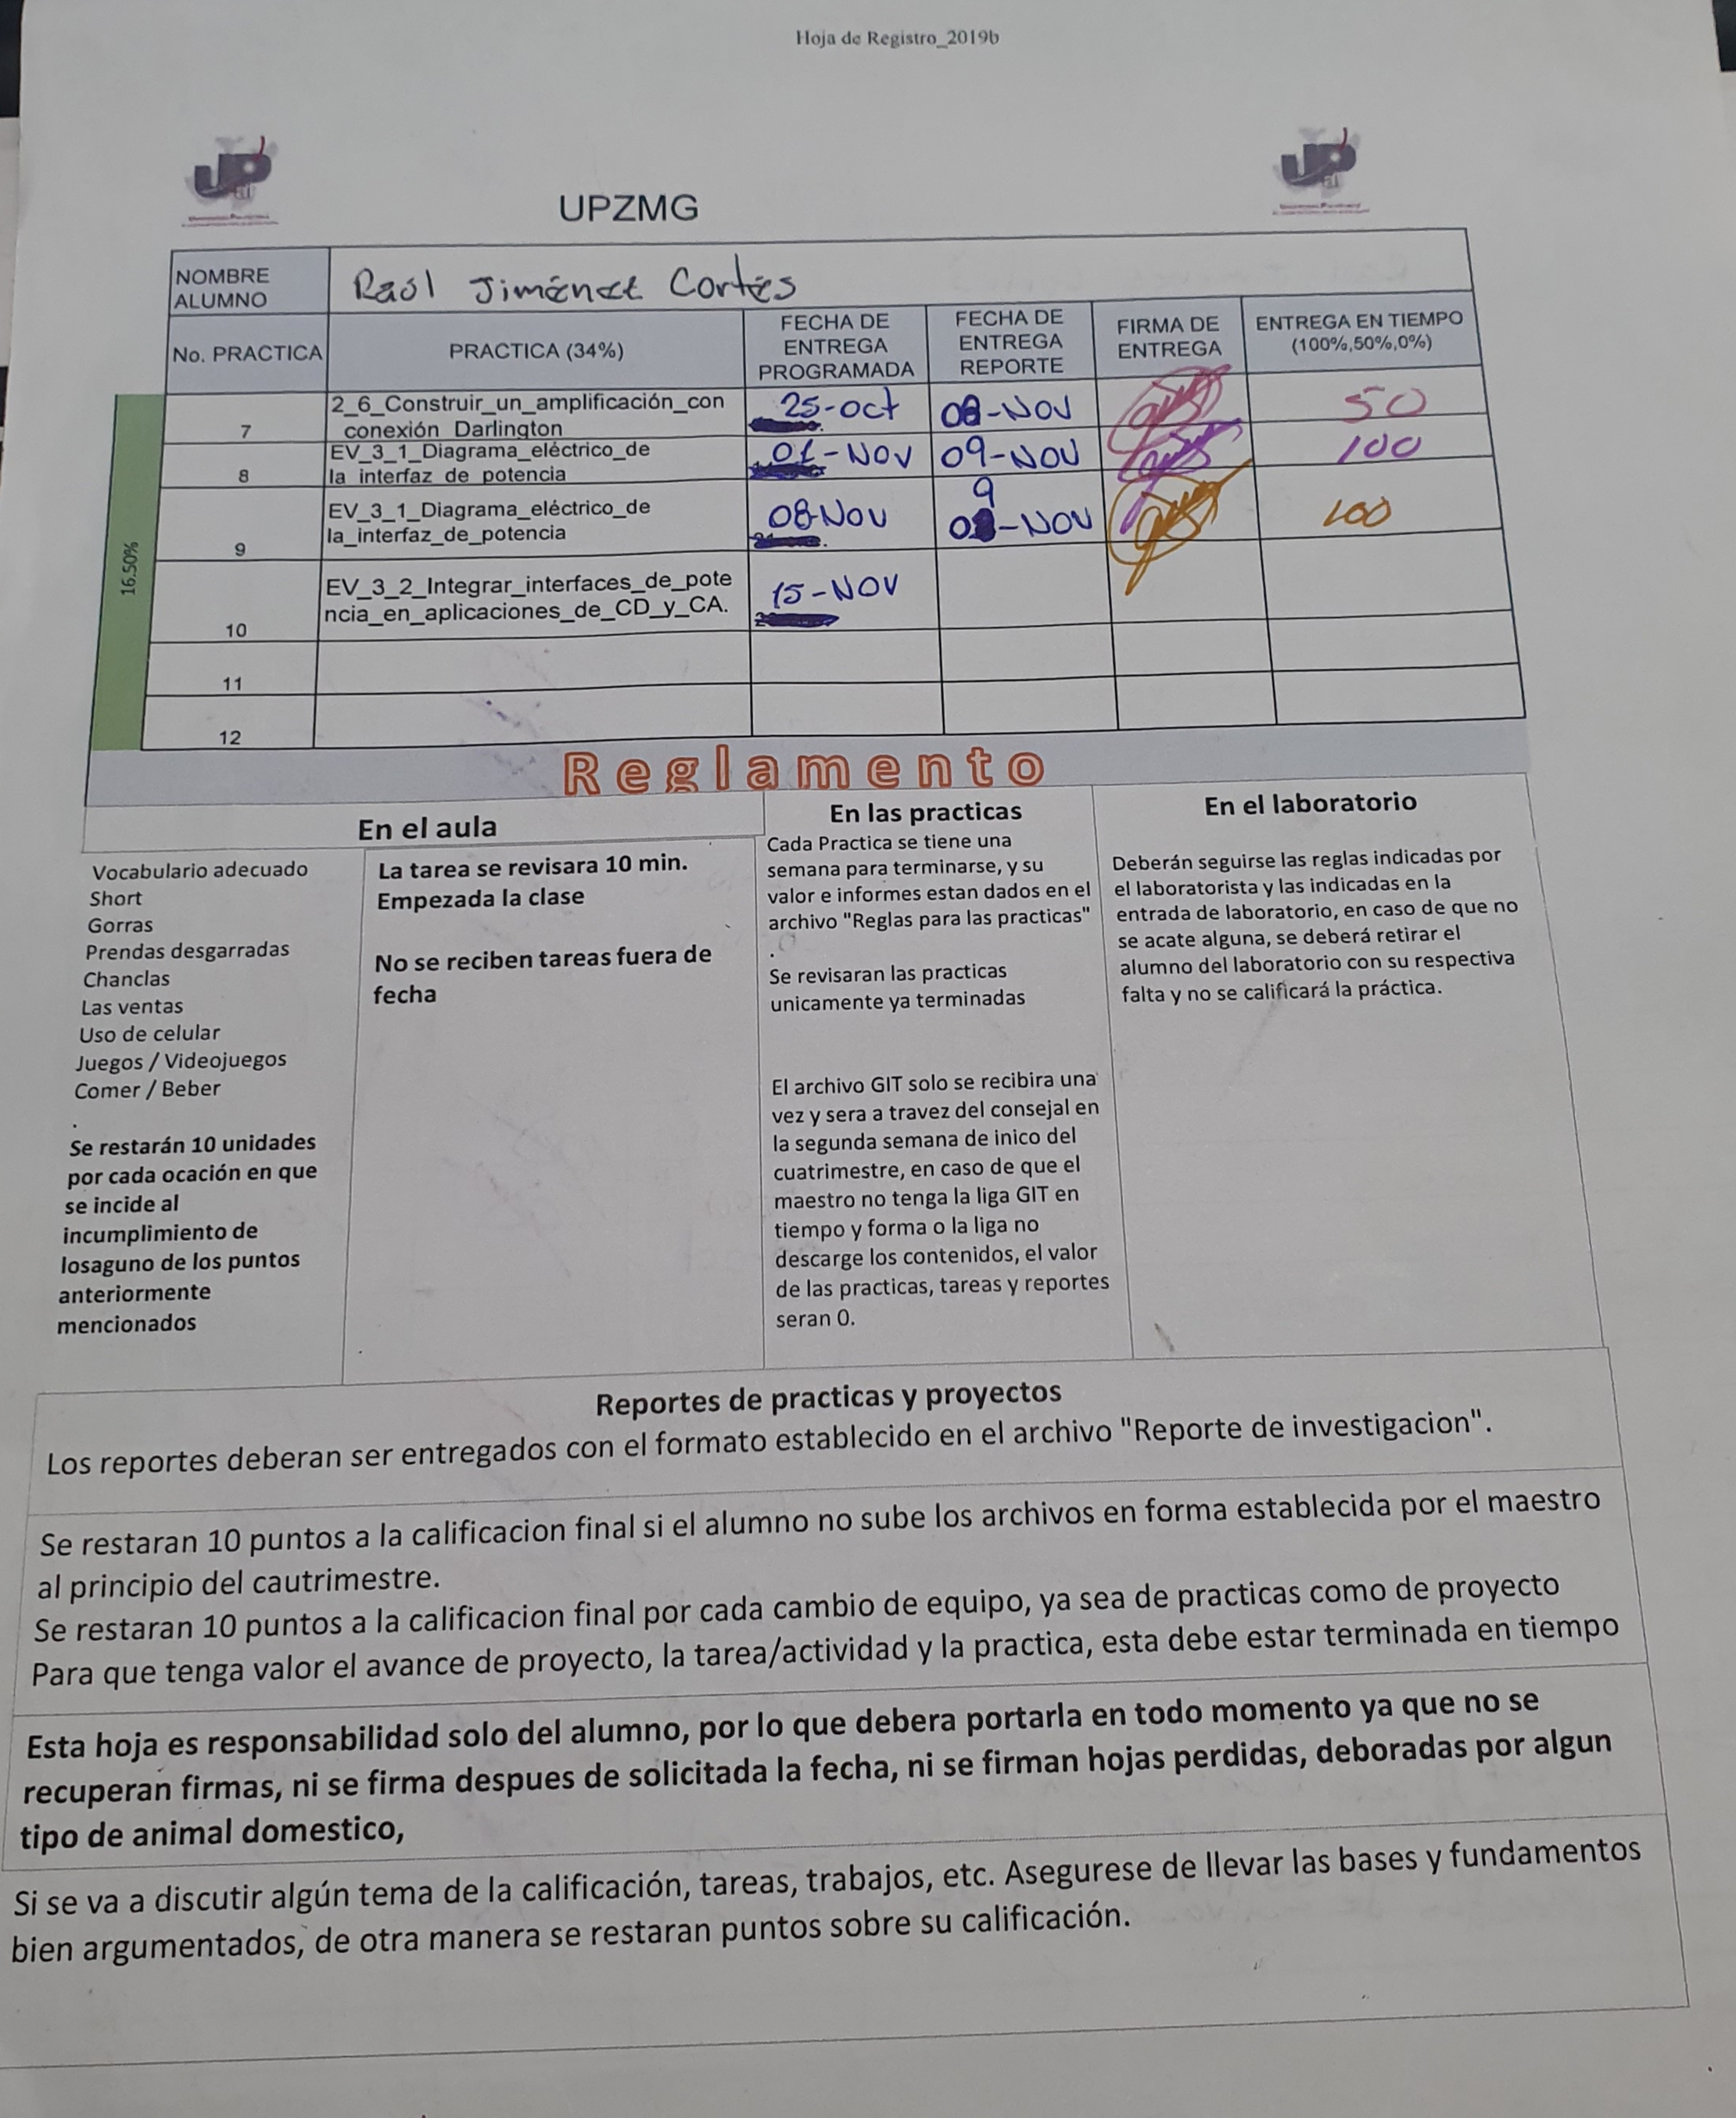 Hoja de Registro_2019b
UPZMG
NOMBRE
ALUMNO
Raúl Jiménez Cortés
No. PRACTICA
PRACTICA (34%)
FECHA DE
ENTREGA
PROGRAMADA
FECHA DE
ENTREGA
REPORTE
FIRMA DE
ENTREGA
ENTREGA EN TIEMPO
(100%,50%,0%)
16.50%
7
2_6_Construir_un_amplificación_con
_conexión_Darlington
25-oct
08-NOV
50
8
EV_3_1_Diagrama_eléctrico_de
la_interfaz_de_potencia
01-NOV
09-NOV
100
9
EV_3_1_Diagrama_eléctrico_de
la_interfaz_de_potencia
08-NOV
9
0 -NOV
100
10
EV_3_2_Integrar_interfaces_de_pote
ncia_en_aplicaciones_de_CD_y_CA.
15-NOV
11
12
Reglamento
En el aula
Vocabulario adecuado
Short
Gorras
Prendas desgarradas
Chanclas
Las ventas
Uso de celular
Juegos / Videojuegos
Comer / Beber
.
Se restarán 10 unidades
por cada ocación en que
se incide al
incumplimiento de
losaguno de los puntos
anteriormente
mencionados
La tarea se revisara 10 min.
Empezada la clase
No se reciben tareas fuera de
fecha
En las practicas
Cada Practica se tiene una
semana para terminarse, y su
valor e informes estan dados en el
archivo "Reglas para las practicas"
.
Se revisaran las practicas
unicamente ya terminadas
El archivo GIT solo se recibira una
vez y sera a travez del consejal en
la segunda semana de inico del
cuatrimestre, en caso de que el
maestro no tenga la liga GIT en
tiempo y forma o la liga no
descarge los contenidos, el valor
de las practicas, tareas y reportes
seran 0.
En el laboratorio
Deberán seguirse las reglas indicadas por
el laboratorista y las indicadas en la
entrada de laboratorio, en caso de que no
se acate alguna, se deberá retirar el
alumno del laboratorio con su respectiva
falta y no se calificará la práctica.
Reportes de practicas y proyectos
Los reportes deberan ser entregados con el formato establecido en el archivo "Reporte de investigacion".
Se restaran 10 puntos a la calificacion final si el alumno no sube los archivos en forma establecida por el maestro
al principio del cautrimestre.
Se restaran 10 puntos a la calificacion final por cada cambio de equipo, ya sea de practicas como de proyecto
Para que tenga valor el avance de proyecto, la tarea/actividad y la practica, esta debe estar terminada en tiempo
Esta hoja es responsabilidad solo del alumno, por lo que debera portarla en todo momento ya que no se
recuperan firmas, ni se firma despues de solicitada la fecha, ni se firman hojas perdidas, deboradas por algun
tipo de animal domestico,
Si se va a discutir algún tema de la calificación, tareas, trabajos, etc. Asegurese de llevar las bases y fundamentos
bien argumentados, de otra manera se restaran puntos sobre su calificación.